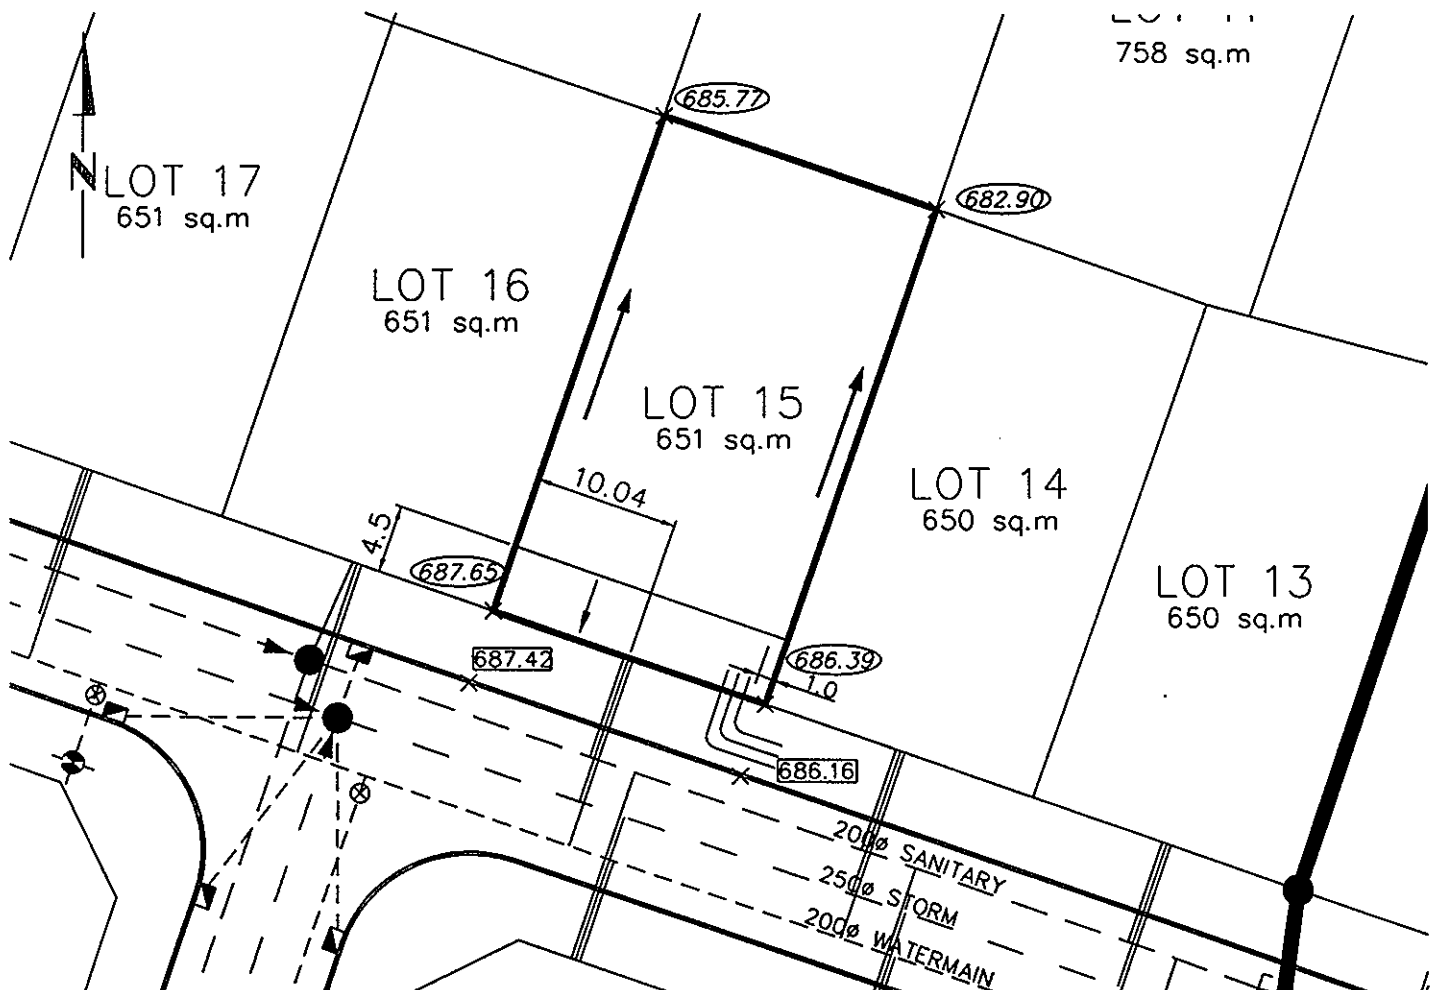 758 sq.m
685.77
N
LOT 17
651 sq.m
682.90
LOT 16
651 sq.m
LOT 15
651 sq.m
10.04
LOT 14
650 sq.m
4.5
687.65
LOT 13
650 sq.m
687.42
686.39
1.0
686.16
200ø SANITARY
250ø STORM
200ø WATERMAIN